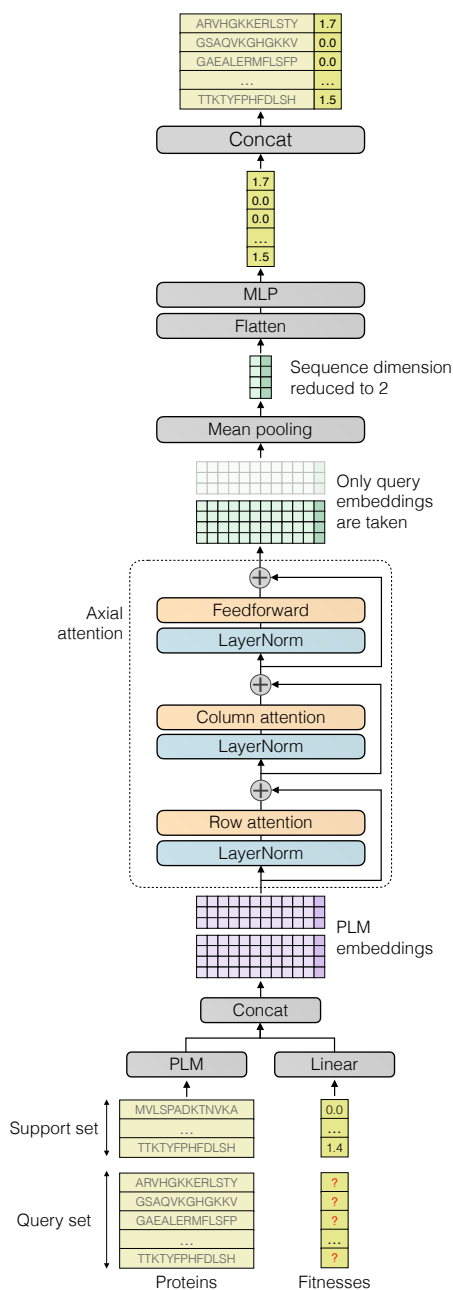 ARVHGKKERLSTY 1.7
GSAQVKGHGKKV 0.0
GAEALERMFLSFP 0.0
... ...
TTKTYFPHFDLSH 1.5
Concat
1.7
0.0
0.0
...
1.5
MLP
Flatten
Sequence dimension
reduced to 2
Mean pooling
Only query
embeddings
are taken
Axial
attention
Feedforward
LayerNorm
Column attention
LayerNorm
Row attention
LayerNorm
PLM
embeddings
Concat
PLM Linear
Support set
MVLSPADKTNVKA 0.0
... ...
TTKTYFPHFDLSH 1.4
Query set
ARVHGKKERLSTY ?
GSAQVKGHGKKV ?
GAEALERMFLSFP ?
... ...
TTKTYFPHFDLSH ?
Proteins Fitnesses